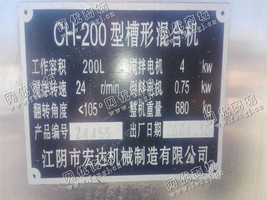 CH-200型槽形混合机
工作容积 200L 搅拌电机 4 kw
搅拌转速 24 r/min 倾料电机 0.75 kw
翻转角度 <105° 整机重量 680 kg
产品编号 出厂日期
江阴市宏达机械制造有限公司